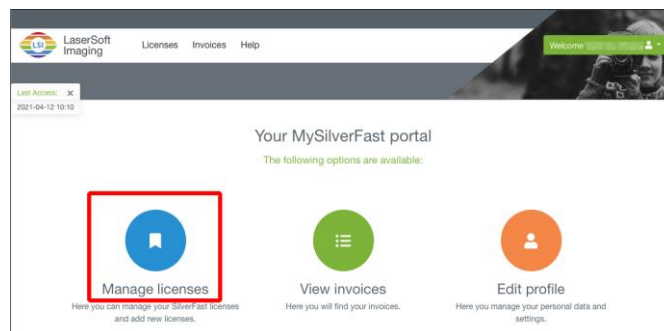 LSI
LaserSoft
Imaging
Licenses Invoices Help
Welcome
Last Access: ×
2021-04-12 10:10
Your MySilverFast portal
The following options are available:
Manage licenses
Here you can manage your SilverFast licenses
and add new licenses.
View invoices
Here you will find your invoices.
Edit profile
Here you manage your personal data and
settings.